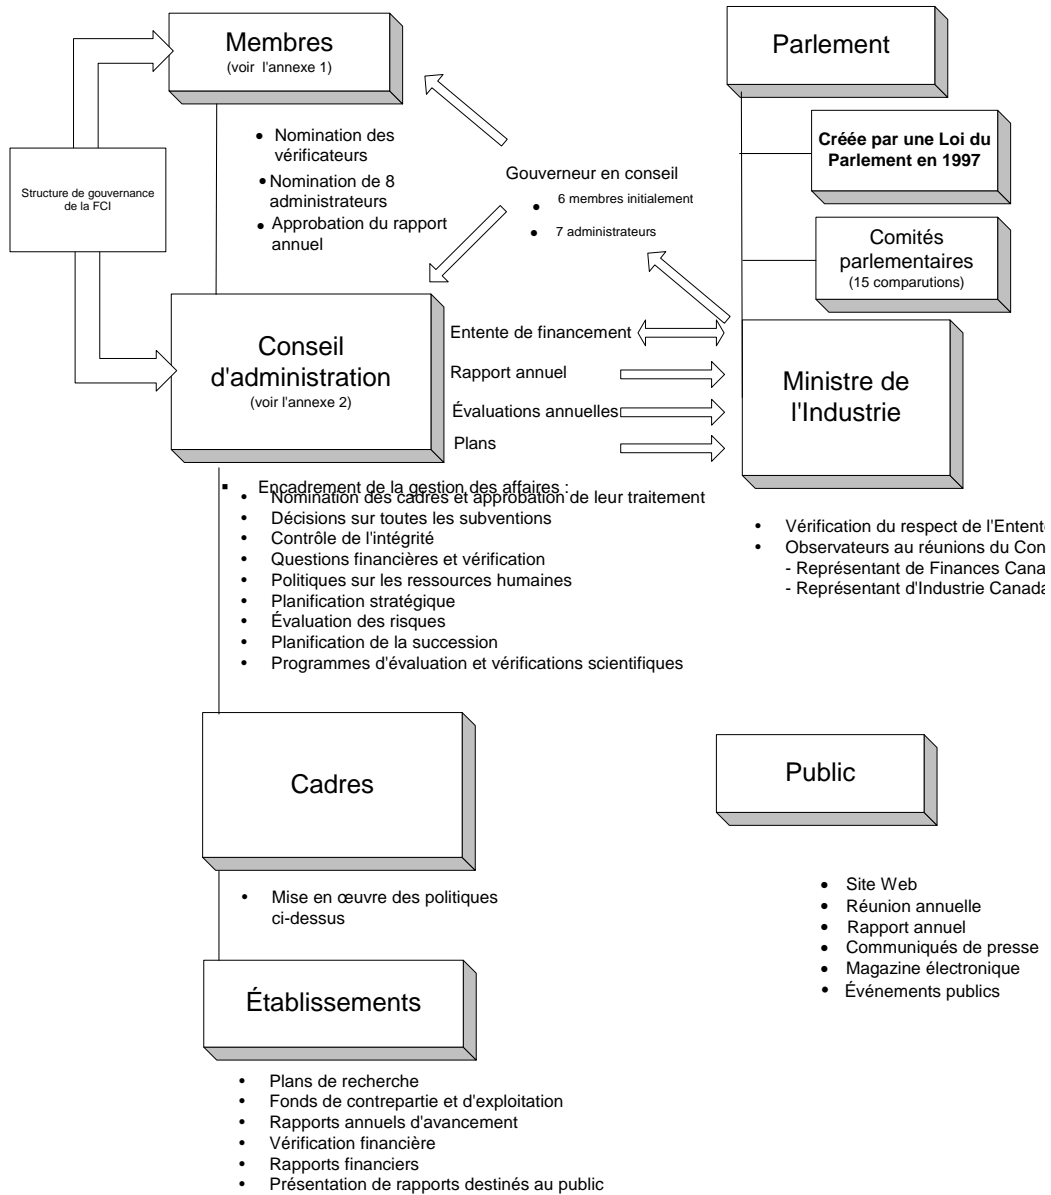 Membres
(voir l'annexe 1)
Parlement
Créée par une Loi du
Parlement en 1997
• Nomination des
vérificateurs
• Nomination de 8
administrateurs
• Approbation du rapport
annuel
Gouverneur en conseil
• 6 membres initialement
• 7 administrateurs
Structure de gouvernance
de la FCI
Comités
parlementaires
(15 comparutions)
Conseil
d'administration
(voir l'annexe 2)
Entente de financement
Rapport annuel
Évaluations annuelles
Plans
Ministre de
l'Industrie
▪ Encadrement de la gestion des affaires :
• Nomination des cadres et approbation de leur traitement
• Décisions sur toutes les subventions
• Contrôle de l'intégrité
• Questions financières et vérification
• Politiques sur les ressources humaines
• Planification stratégique
• Évaluation des risques
• Planification de la succession
• Programmes d'évaluation et vérifications scientifiques
• Vérification du respect de l'Entent
• Observateurs au réunions du Con
- Représentant de Finances Cana
- Représentant d'Industrie Canada
Cadres
• Mise en œuvre des politiques
ci-dessus
Public
• Site Web
• Réunion annuelle
• Rapport annuel
• Communiqués de presse
• Magazine électronique
• Événements publics
Établissements
• Plans de recherche
• Fonds de contrepartie et d'exploitation
• Rapports annuels d'avancement
• Vérification financière
• Rapports financiers
• Présentation de rapports destinés au public